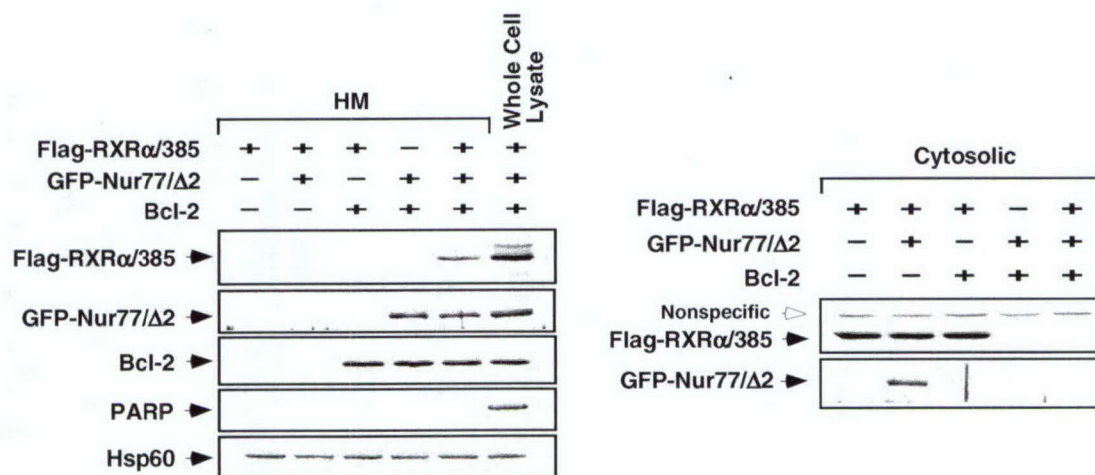 HM
Whole Cell
Lysate
Flag-RXRα/385 + + + − + +
GFP-Nur77/Δ2 − + − + + +
Bcl-2 − − + + + +
Flag-RXRα/385
GFP-Nur77/Δ2
Bcl-2
PARP
Hsp60
Cytosolic
Flag-RXRα/385 + + + − +
GFP-Nur77/Δ2 − + − + +
Bcl-2 − − + + +
Nonspecific
Flag-RXRα/385
GFP-Nur77/Δ2